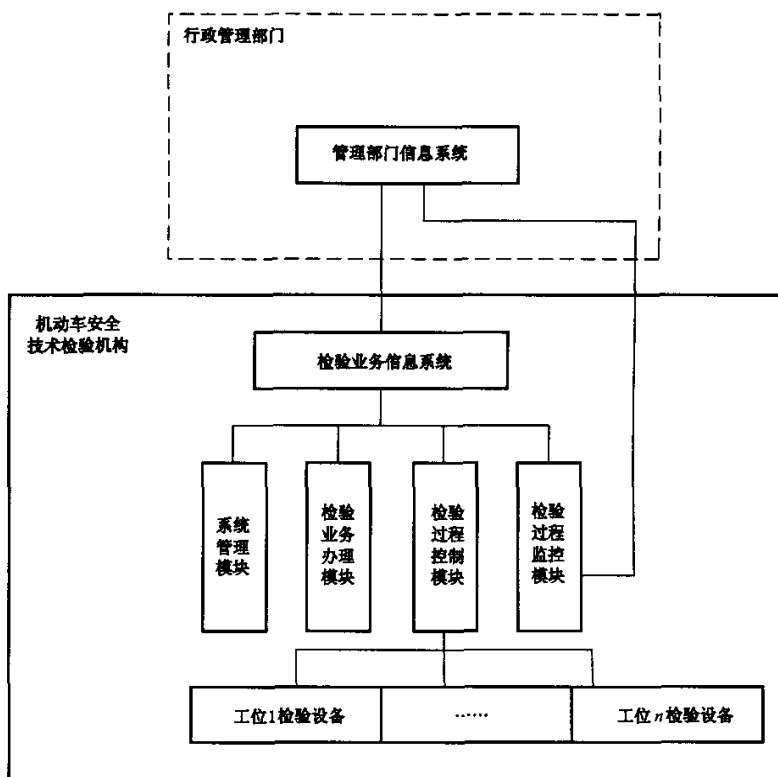 行政管理部门
管理部门信息系统
机动车安全
技术检验机构
检验业务信息系统
系统
管理
模块
检验
业务
办理
模块
检验
过程
控制
模块
检验
过程
监控
模块
工位1检验设备
……
工位n检验设备